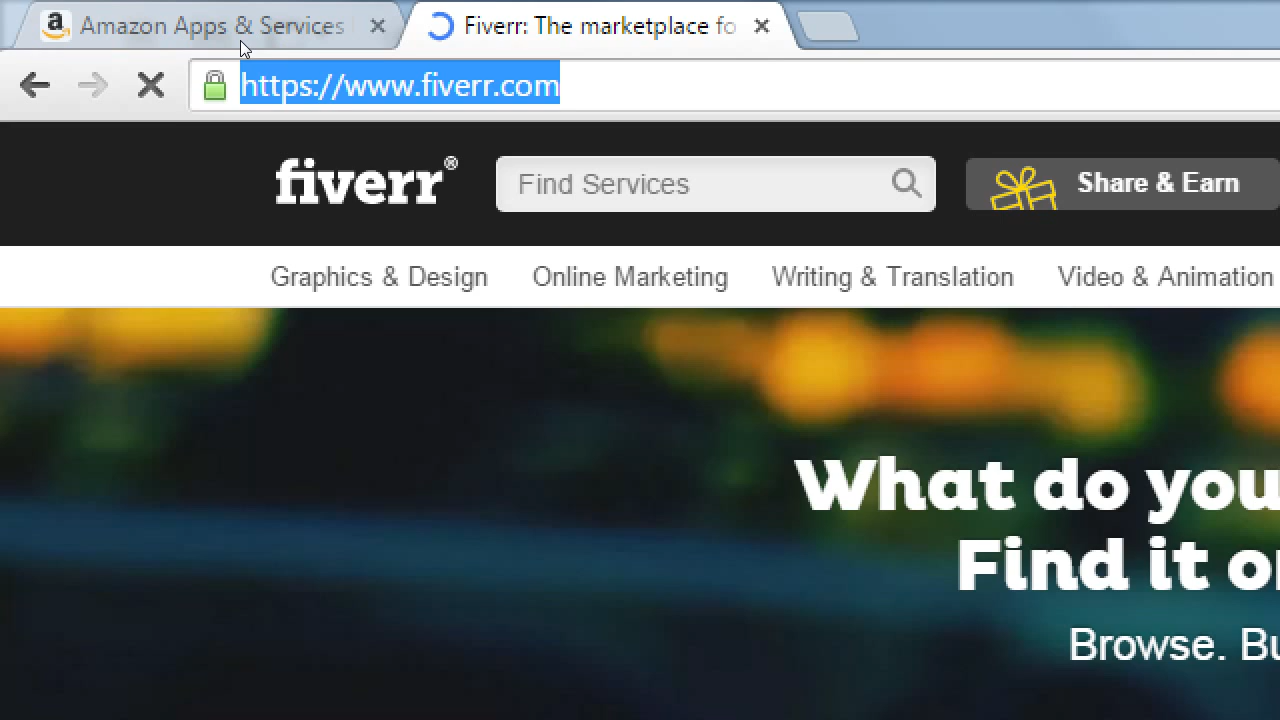 Amazon Apps & Services
Fiverr: The marketplace fo
https://www.fiverr.com
fiverr®
Find Services
Share & Earn
Graphics & Design
Online Marketing
Writing & Translation
Video & Animation
What do you
Find it o
Browse. Bu